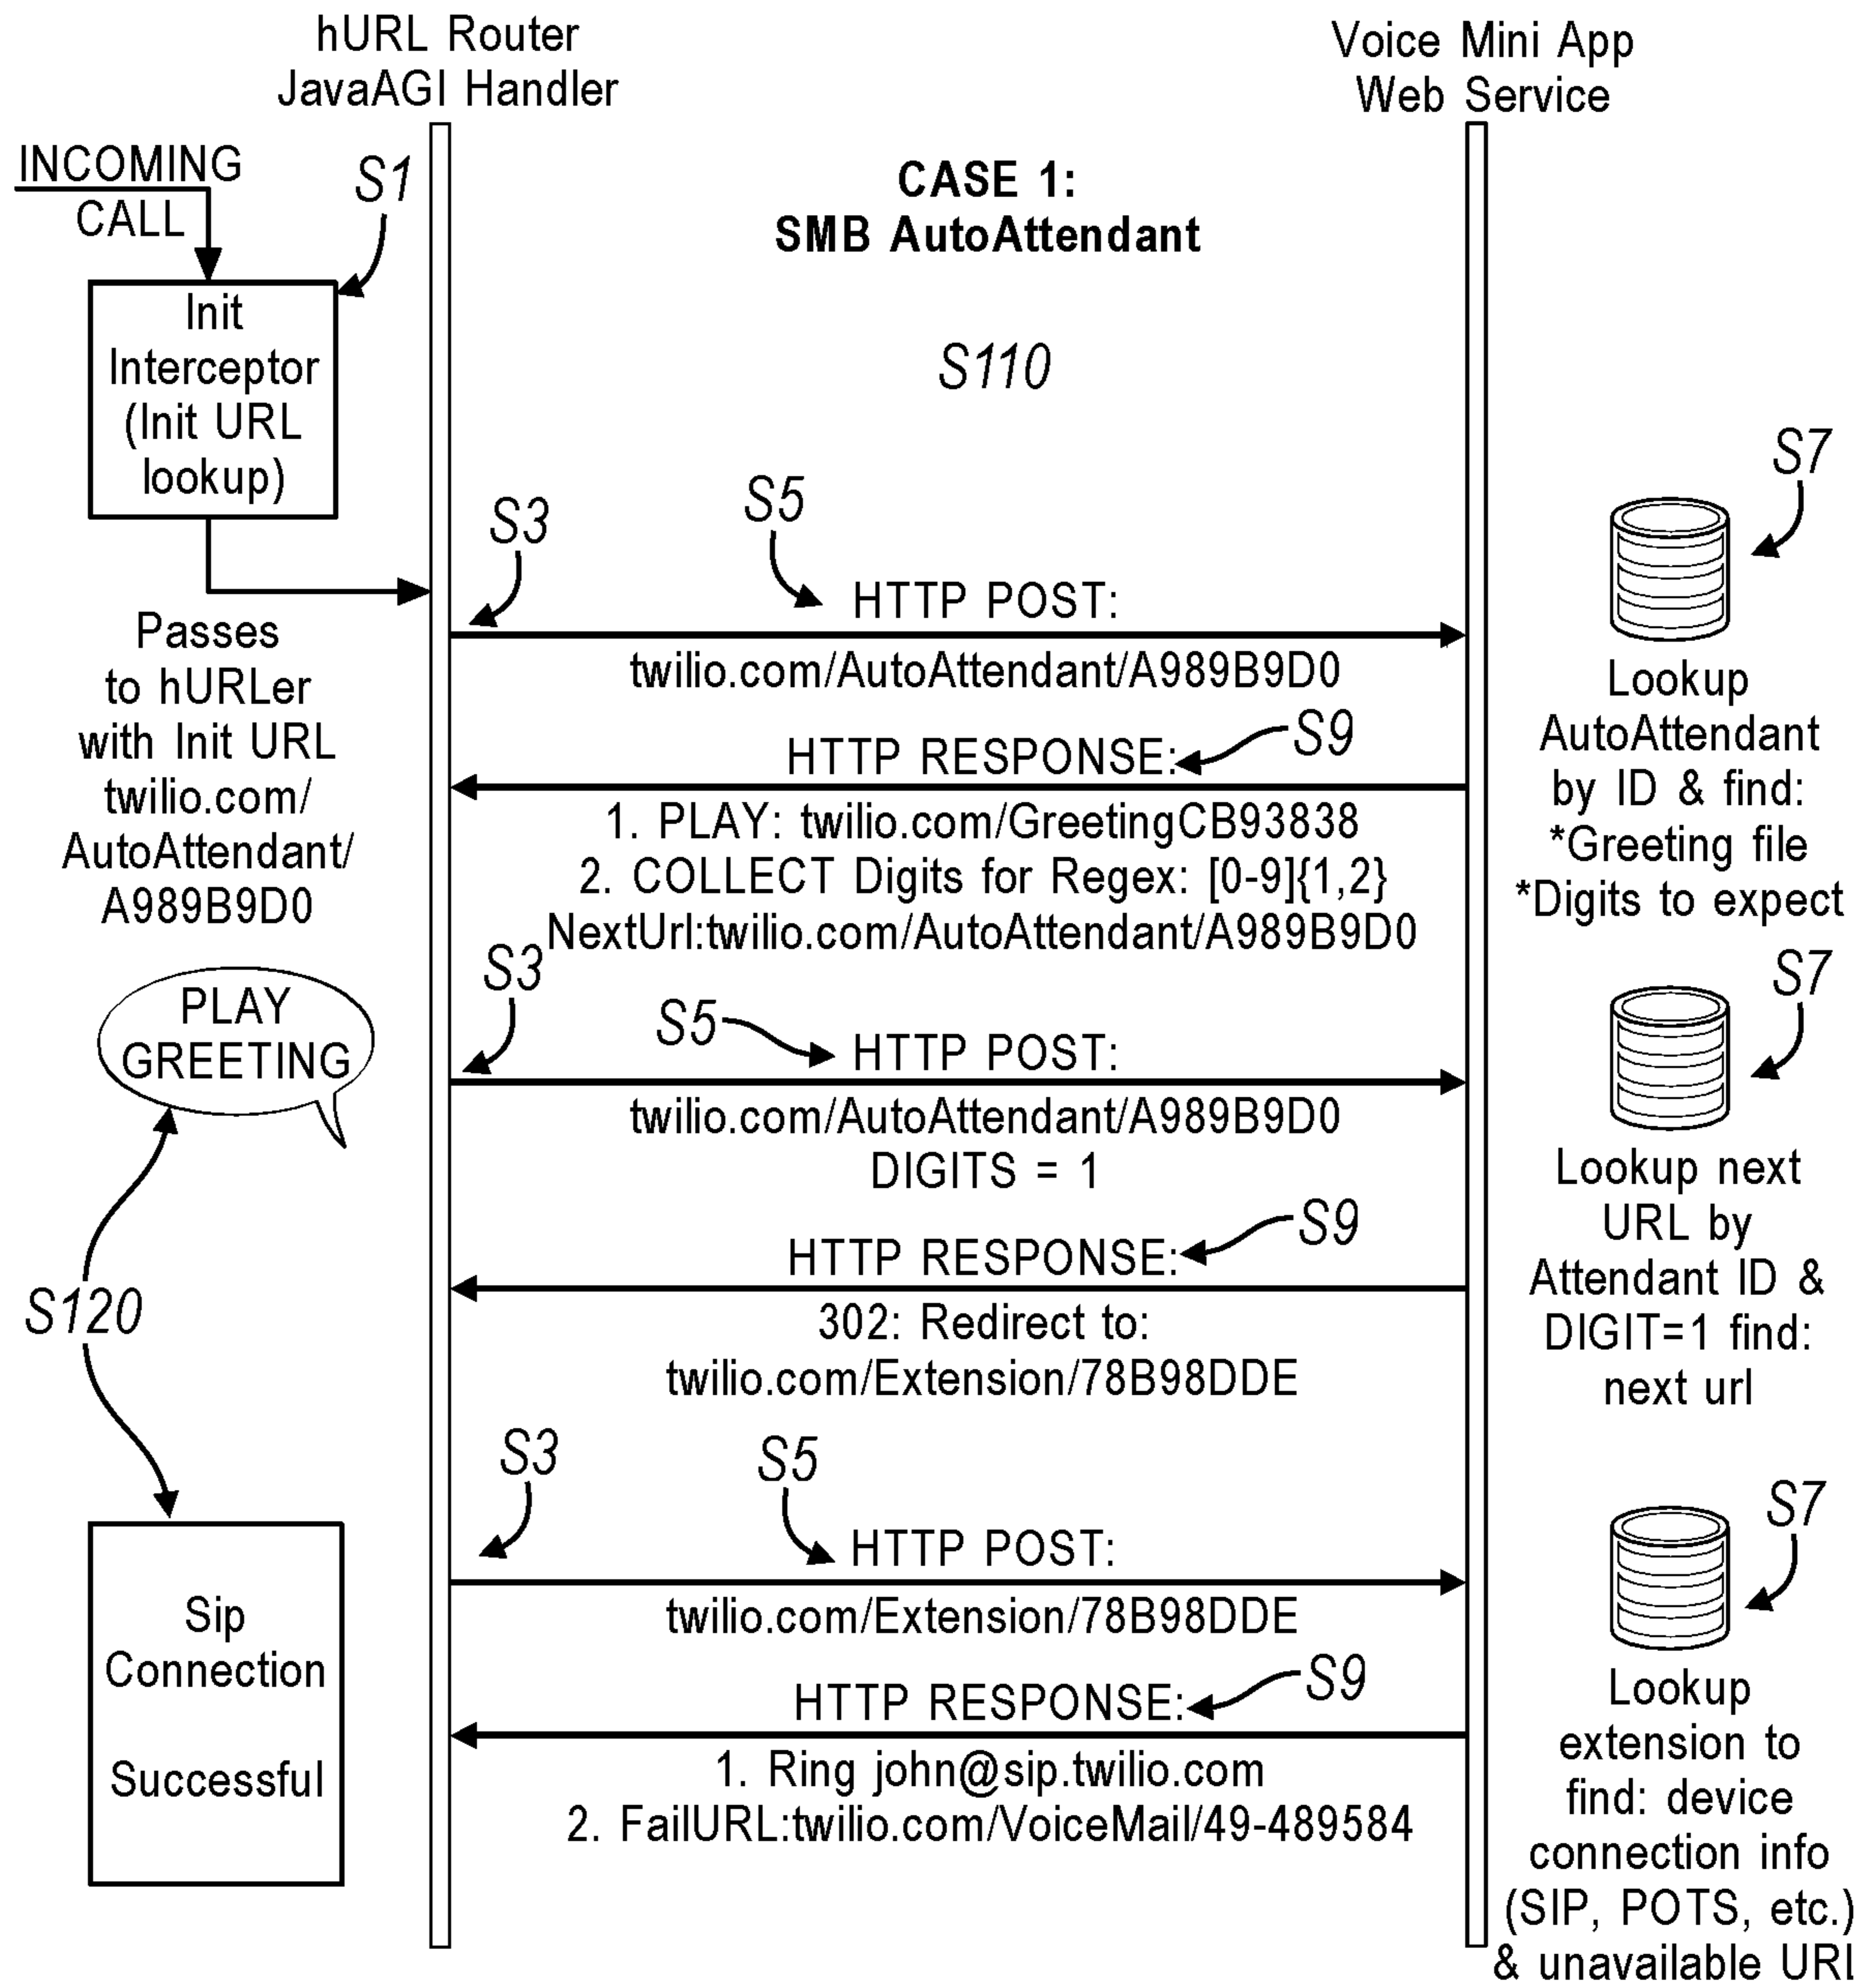 hURL Router
JavaAGI Handler
Voice Mini App
Web Service
INCOMING
CALL
S1
CASE 1:
SMB AutoAttendant
S110
Init
Interceptor
(Init URL
lookup)
S3
S5
S7
HTTP POST:
twilio.com/AutoAttendant/A989B9D0
Passes
to hURLer
with Init URL
twilio.com/
AutoAttendant/
A989B9D0
Lookup
AutoAttendant
by ID & find:
*Greeting file
*Digits to expect
HTTP RESPONSE:
S9
1. PLAY: twilio.com/GreetingCB93838
2. COLLECT Digits for Regex: [0-9]{1,2}
NextUrl:twilio.com/AutoAttendant/A989B9D0
S3
S5
S7
PLAY
GREETING
HTTP POST:
twilio.com/AutoAttendant/A989B9D0
DIGITS = 1
Lookup next
URL by
Attendant ID &
DIGIT=1 find:
next url
HTTP RESPONSE:
S9
302: Redirect to:
twilio.com/Extension/78B98DDE
S120
S3
S5
S7
HTTP POST:
twilio.com/Extension/78B98DDE
Sip
Connection
Successful
HTTP RESPONSE:
S9
1. Ring john@sip.twilio.com
2. FailURL:twilio.com/VoiceMail/49-489584
Lookup
extension to
find: device
connection info
(SIP, POTS, etc.)
& unavailable URl